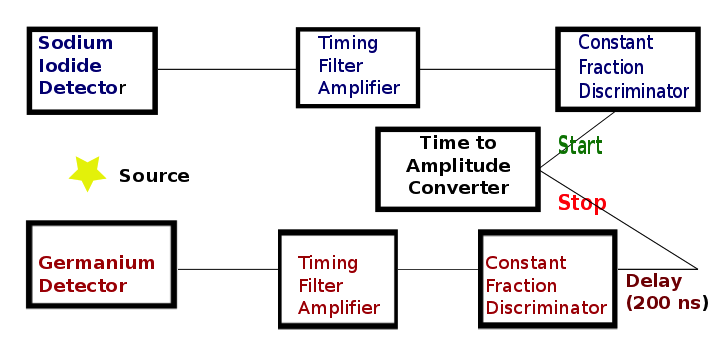 Sodium
Iodide
Detector
Timing
Filter
Amplifier
Constant
Fraction
Discriminator
Time to
Amplitude
Converter
Start
Source
Stop
Germanium
Detector
Timing
Filter
Amplifier
Constant
Fraction
Discriminator
Delay
(200 ns)